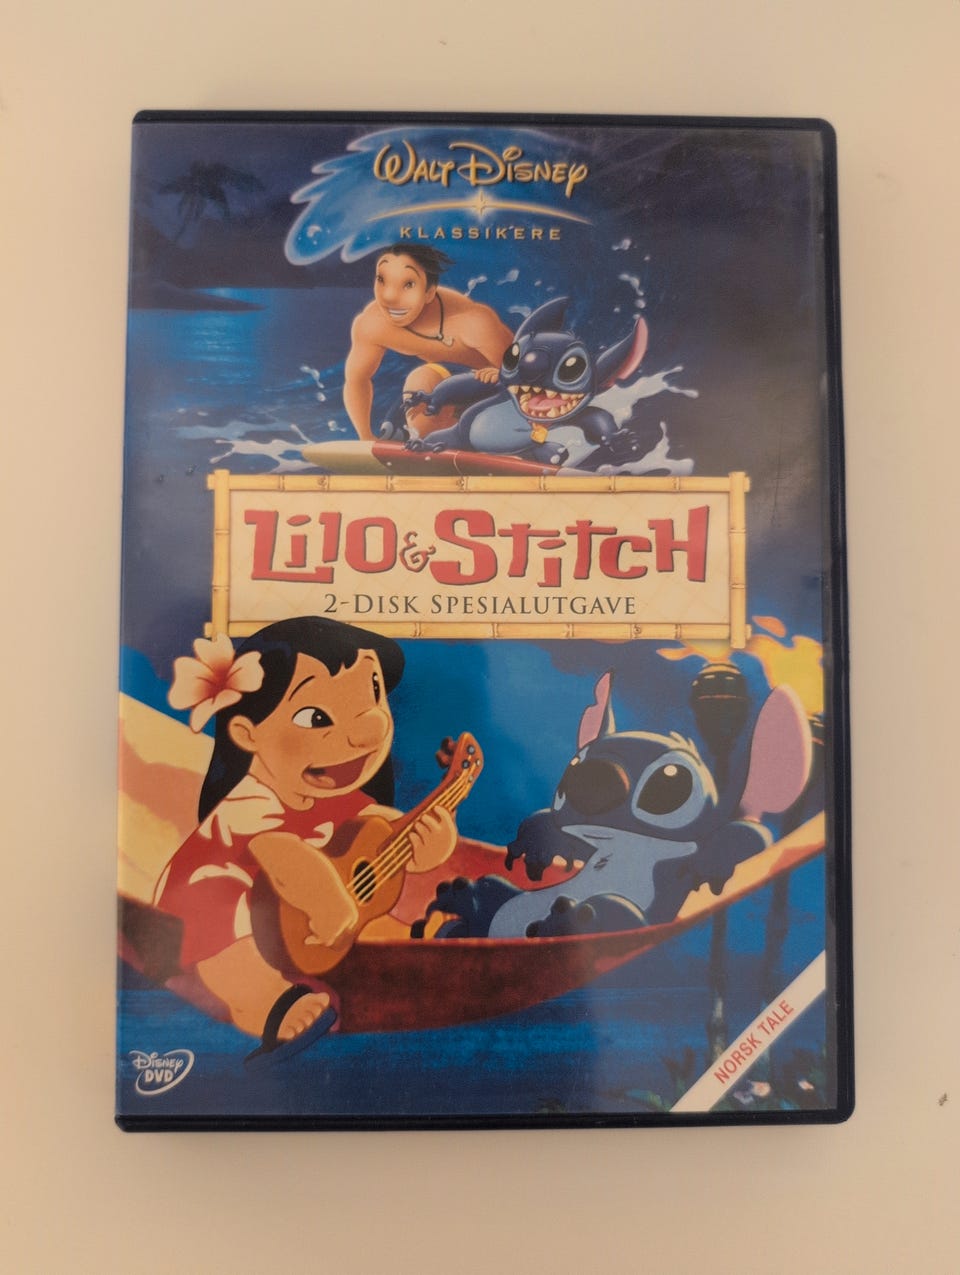 WALT DISNEY
KLASSIKERE
LILO & STITCH
2-DISK SPESIALUTGAVE
NORSK TALE
DISNEY
DVD